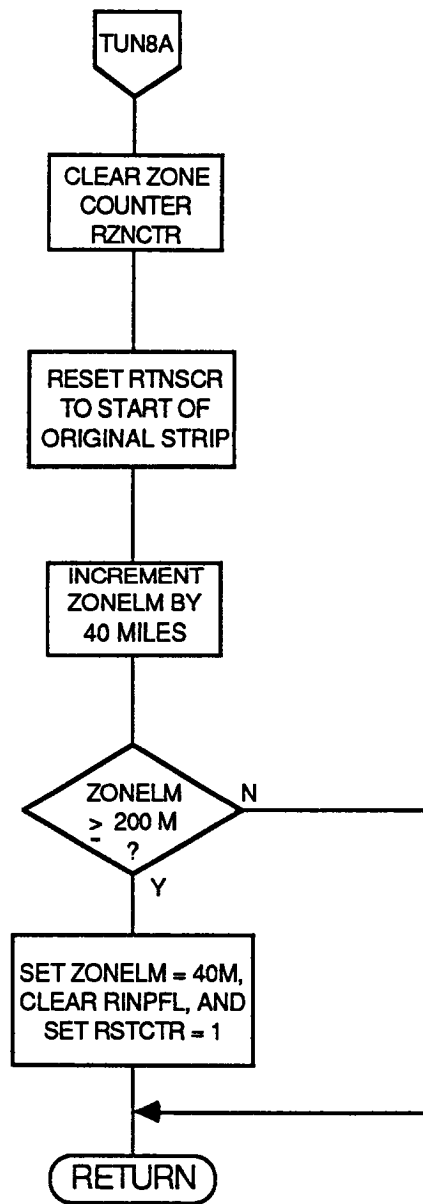 TUN8A
CLEAR ZONE
COUNTER
RZNCTR
RESET RTNSCR
TO START OF
ORIGINAL STRIP
INCREMENT
ZONELM BY
40 MILES
ZONELM
≥ 200 M
?
N
Y
SET ZONELM = 40M,
CLEAR RINPFL, AND
SET RSTCTR = 1
RETURN